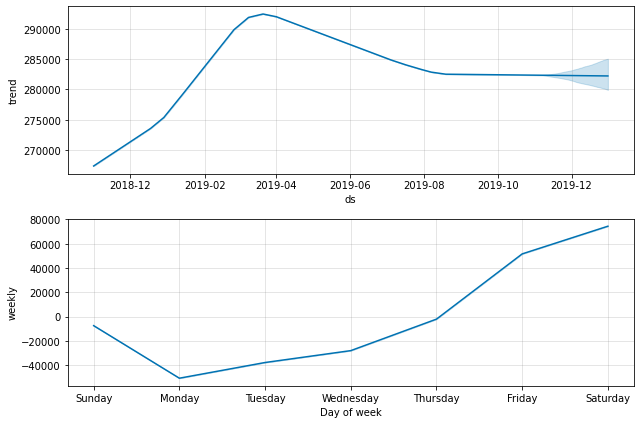 290000
285000
280000
275000
270000
trend
2018-12 2019-02 2019-04 2019-06 2019-08 2019-10 2019-12
ds
80000
60000
40000
20000
0
−20000
−40000
weekly
Sunday Monday Tuesday Wednesday Thursday Friday Saturday
Day of week